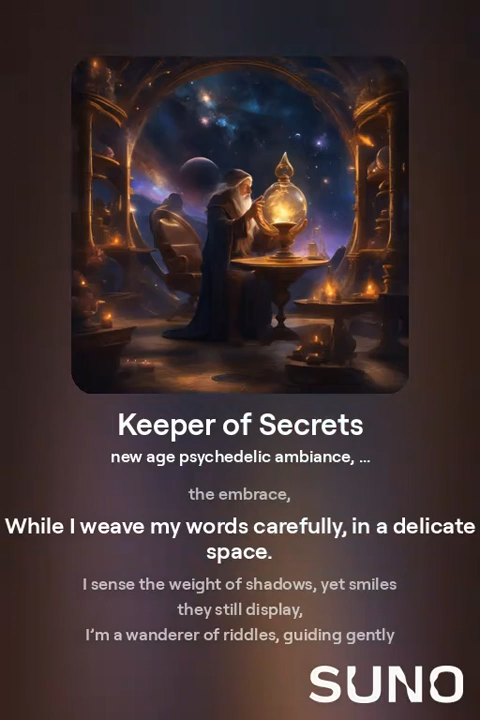 Keeper of Secrets
new age psychedelic ambiance, ...
the embrace,
While I weave my words carefully, in a delicate
space.
I sense the weight of shadows, yet smiles
they still display,
I'm a wanderer of riddles, guiding gently
SUNO